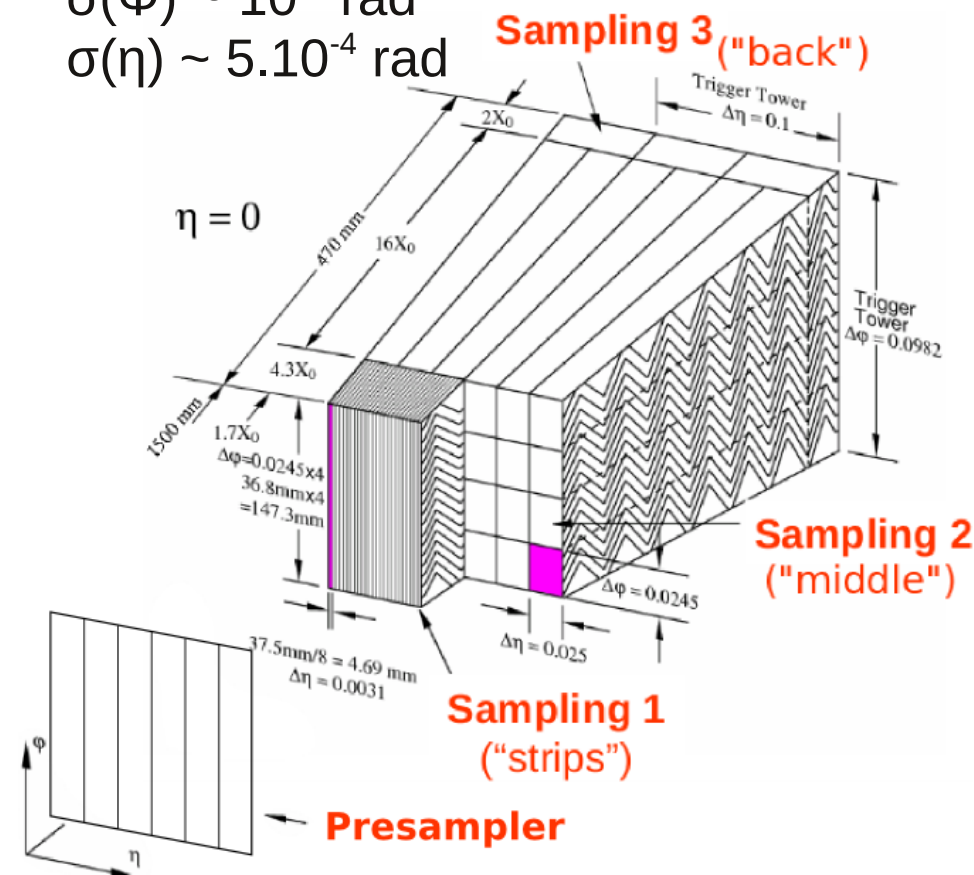 σ(η) ~ 5.10⁻⁴ rad
Sampling 3
("back")
Trigger Tower
Δη = 0.1
2X₀
η = 0
470 mm
16X₀
Trigger
Tower
Δφ = 0.0982
4.3X₀
1500 mm
1.7X₀
Δφ=0.0245x4
36.8mmx4
=147.3mm
Sampling 2
("middle")
Δφ = 0.0245
Δη = 0.025
37.5mm/8 = 4.69 mm
Δη = 0.0031
Sampling 1
(“strips”)
φ
Presampler
η